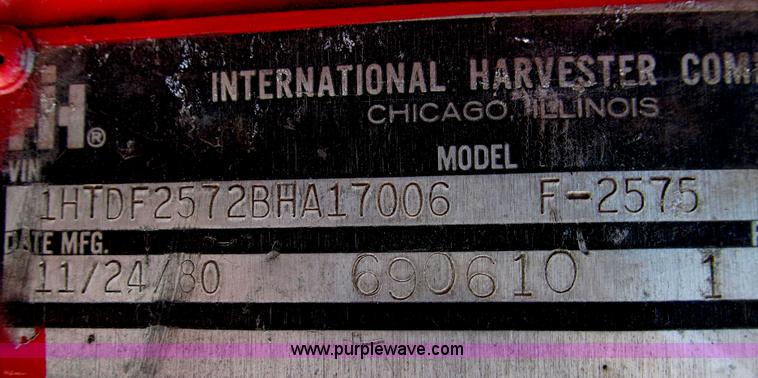 IH®
INTERNATIONAL HARVESTER
CHICAGO, ILLINOIS
VIN MODEL
1HTDF2572BHA17006 F-2575
DATE MFG.
11/24/80 690610 1
www.purplewave.com